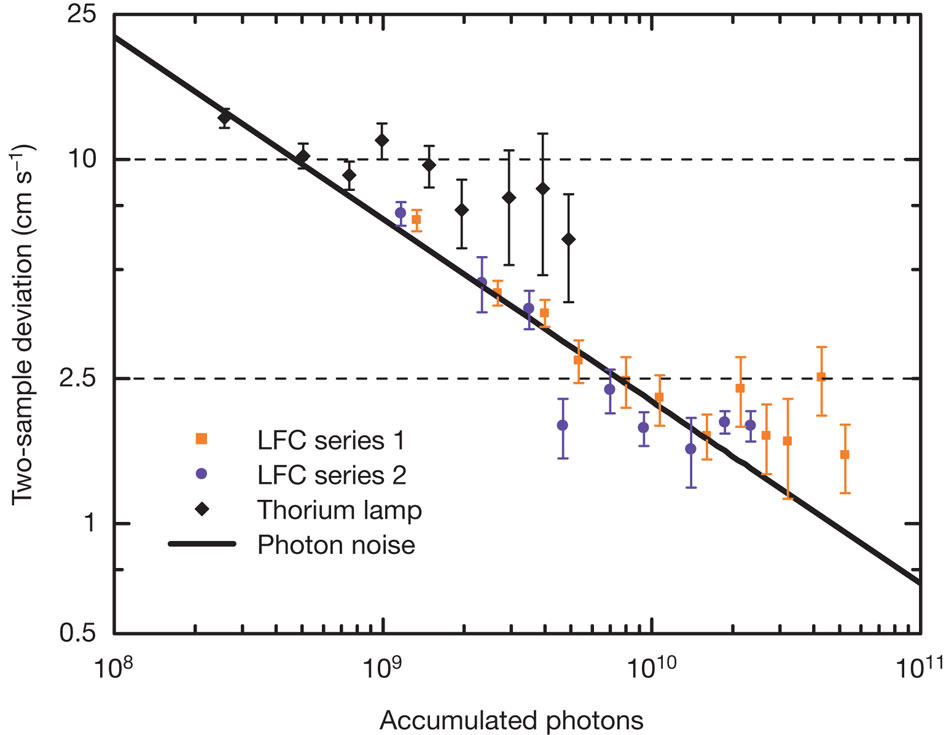 25
10
2.5
1
0.5
Two-sample deviation (cm s⁻¹)
LFC series 1
LFC series 2
Thorium lamp
Photon noise
10⁸
10⁹
10¹⁰
10¹¹
Accumulated photons